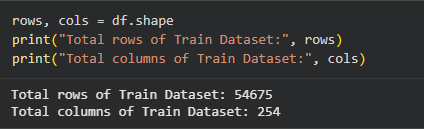 rows, cols = df.shape
print("Total rows of Train Dataset:", rows)
print("Total columns of Train Dataset:", cols)
Total rows of Train Dataset: 54675
Total columns of Train Dataset: 254